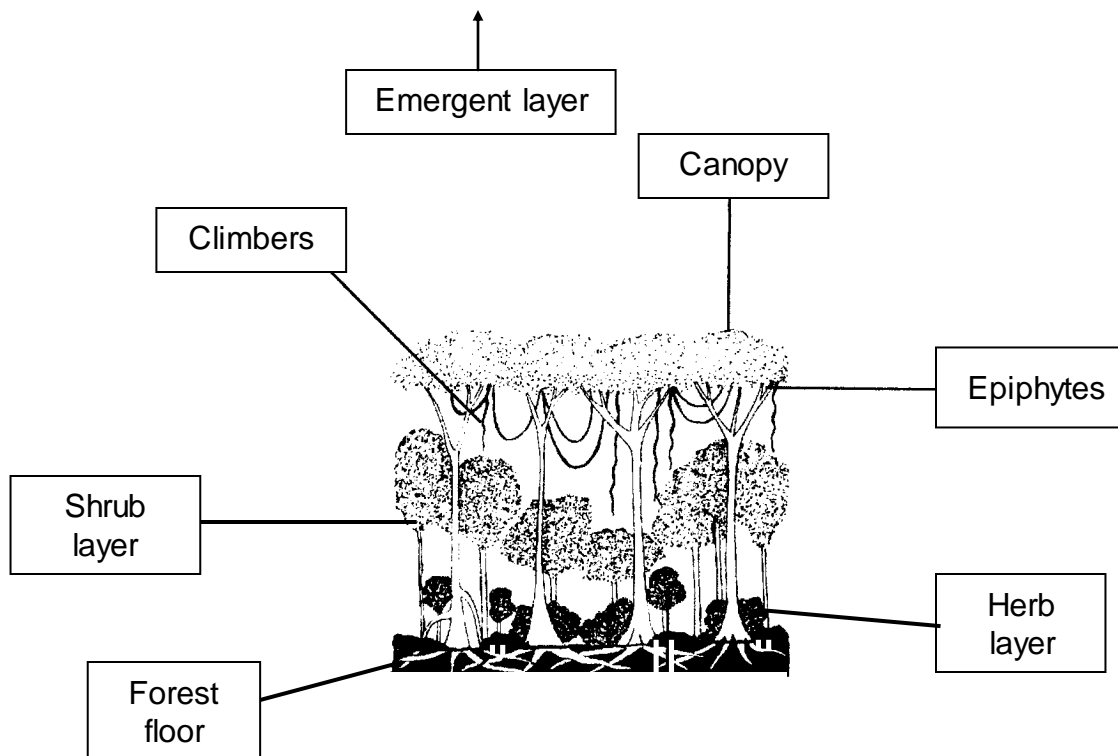 Emergent layer
Canopy
Climbers
Epiphytes
Shrub
layer
Herb
layer
Forest
floor